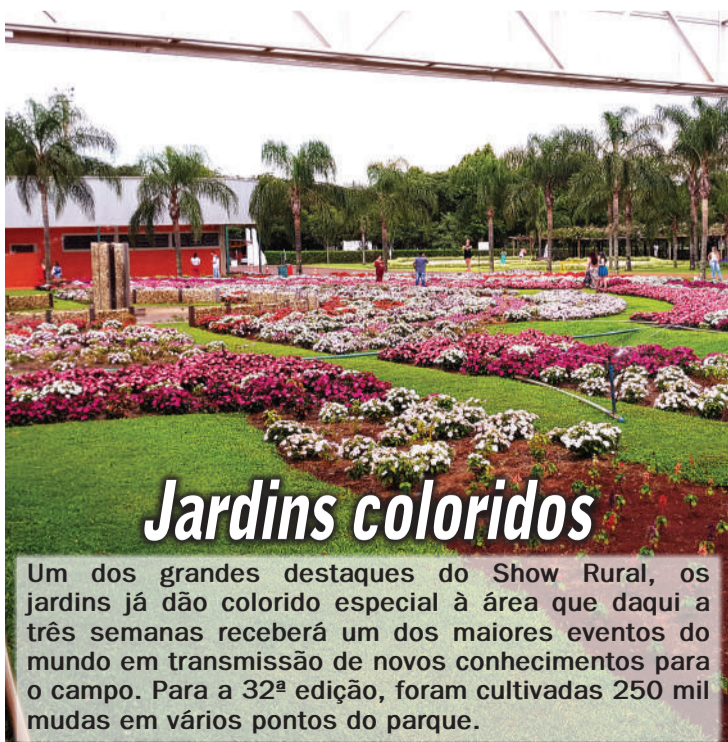 Jardins coloridos
Um dos grandes destaques do Show Rural, os
jardins já dão colorido especial à área que daqui a
três semanas receberá um dos maiores eventos do
mundo em transmissão de novos conhecimentos para
o campo. Para a 32ª edição, foram cultivadas 250 mil
mudas em vários pontos do parque.